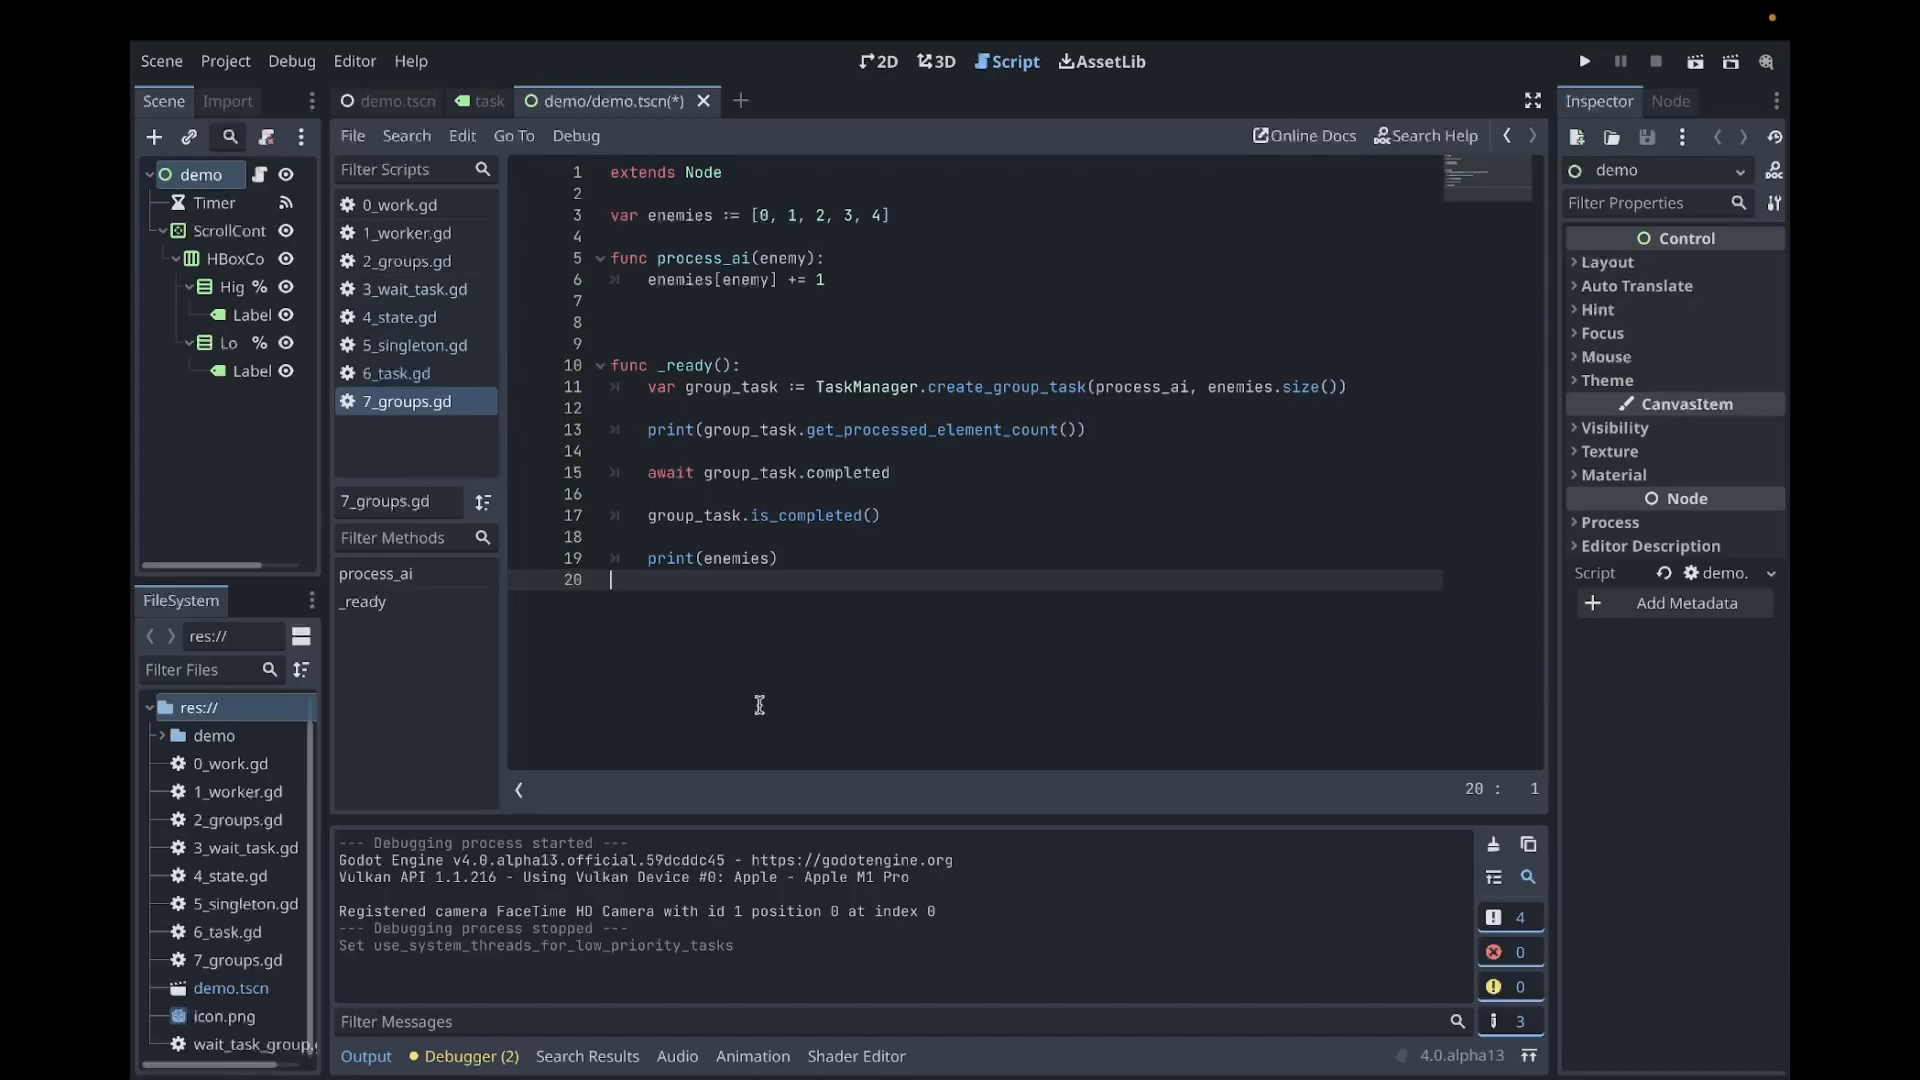 Scene Project Debug Editor Help
2D 3D Script AssetLib
Scene Import
demo.tscn task demo/demo.tscn(*)
Inspector Node
File Search Edit Go To Debug
Online Docs Search Help
demo
Timer
ScrollCont
HBoxCo
Hig %
Label
Lo %
Label
Filter Scripts
0_work.gd
1_worker.gd
2_groups.gd
3_wait_task.gd
4_state.gd
5_singleton.gd
6_task.gd
7_groups.gd
7_groups.gd
Filter Methods
process_ai
_ready
1 extends Node
2
3 var enemies := [0, 1, 2, 3, 4]
4
5 func process_ai(enemy):
6 enemies[enemy] += 1
7
8
9
10 func _ready():
11 var group_task := TaskManager.create_group_task(process_ai, enemies.size())
12
13 print(group_task.get_processed_element_count())
14
15 await group_task.completed
16
17 group_task.is_completed()
18
19 print(enemies)
20
20 : 1
demo
Filter Properties
Control
Layout
Auto Translate
Hint
Focus
Mouse
Theme
CanvasItem
Visibility
Texture
Material
Node
Process
Editor Description
Script demo.
Add Metadata
FileSystem
res://
Filter Files
res://
demo
0_work.gd
1_worker.gd
2_groups.gd
3_wait_task.gd
4_state.gd
5_singleton.gd
6_task.gd
7_groups.gd
demo.tscn
icon.png
wait_task_group.
--- Debugging process started ---
Godot Engine v4.0.alpha13.official.59dcddc45 - https://godotengine.org
Vulkan API 1.1.216 - Using Vulkan Device #0: Apple - Apple M1 Pro
Registered camera FaceTime HD Camera with id 1 position 0 at index 0
--- Debugging process stopped ---
Set use_system_threads_for_low_priority_tasks
4
0
0
3
Filter Messages
Output Debugger (2) Search Results Audio Animation Shader Editor
4.0.alpha13